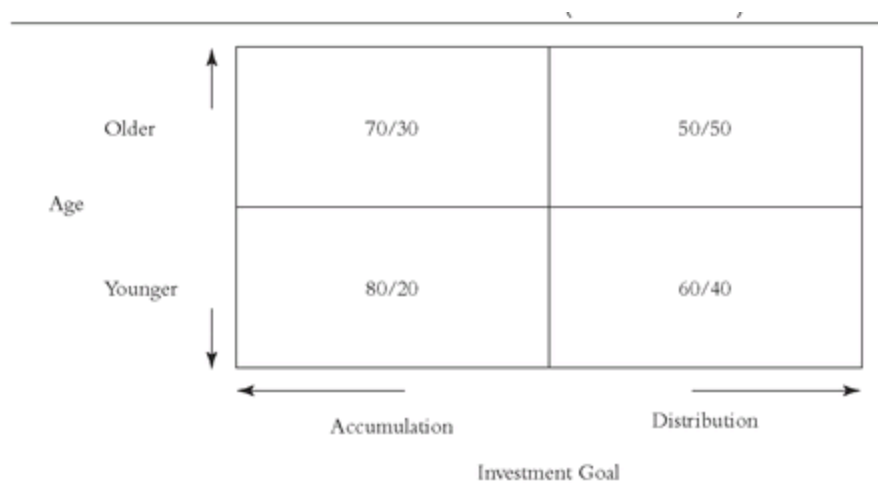 Older 70/30 50/50
Age
Younger 80/20 60/40
Accumulation Distribution
Investment Goal